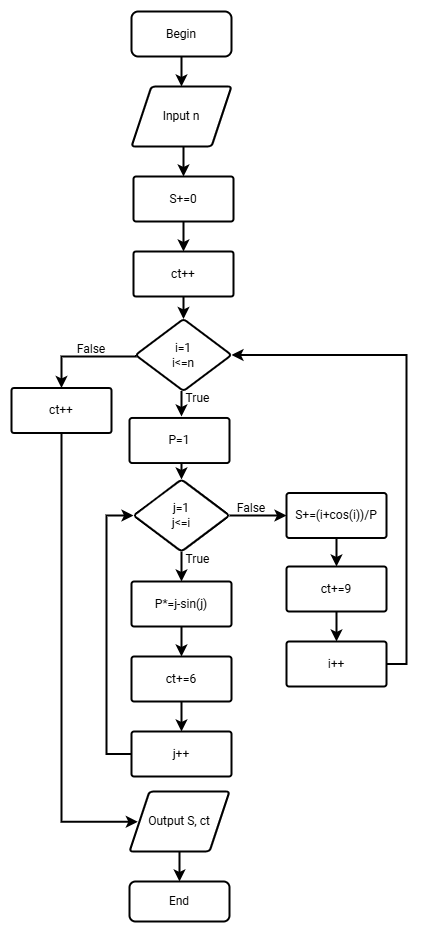 Begin
Input n
S+=0
ct++
i=1
i<=n
False
True
ct++
P=1
j=1
j<=i
False
True
S+=(i+cos(i))/P
P*=j-sin(j)
ct+=9
ct+=6
i++
j++
Output S, ct
End